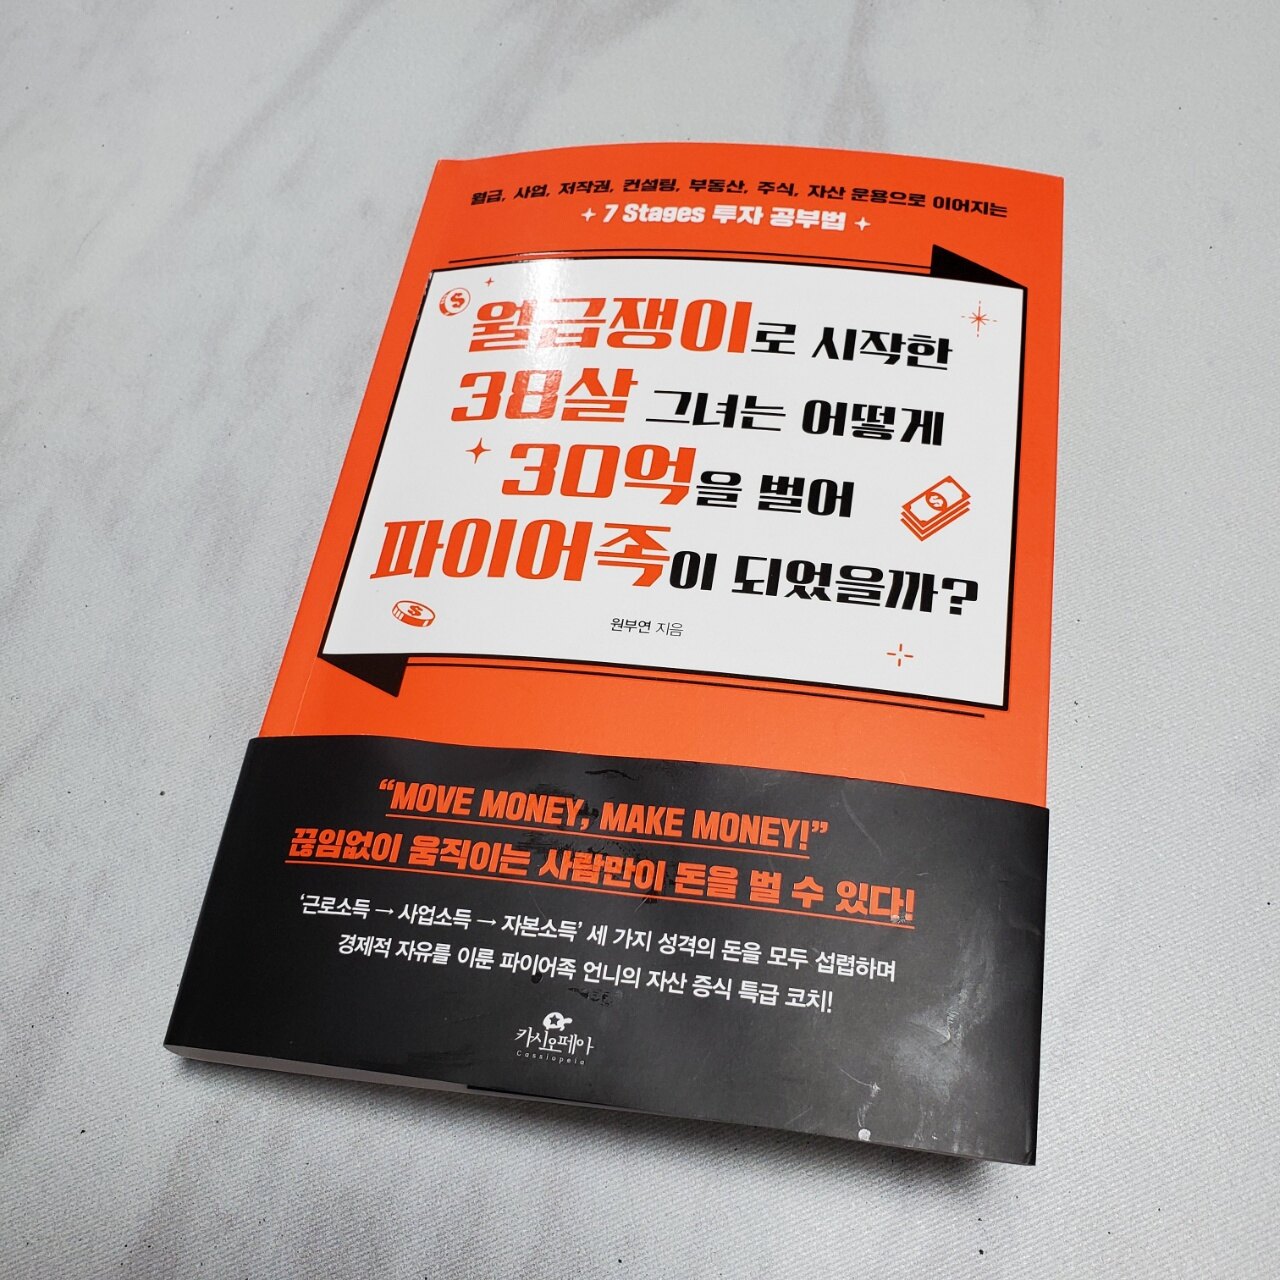 월급, 사업, 저작권, 컨설팅, 부동산, 주식, 자산 운용으로 이어지는
7 Stages 투자 공부법
월급쟁이로 시작한
38살 그녀는 어떻게
30억을 벌어
파이어족이 되었을까?
원부연 지음
“MOVE MONEY, MAKE MONEY!”
끊임없이 움직이는 사람만이 돈을 벌 수 있다!
‘근로소득 → 사업소득 → 자본소득’ 세 가지 성격의 돈을 모두 섭렵하며
경제적 자유를 이룬 파이어족 언니의 자산 증식 특급 코치!
카시오페아
Cassiopeia